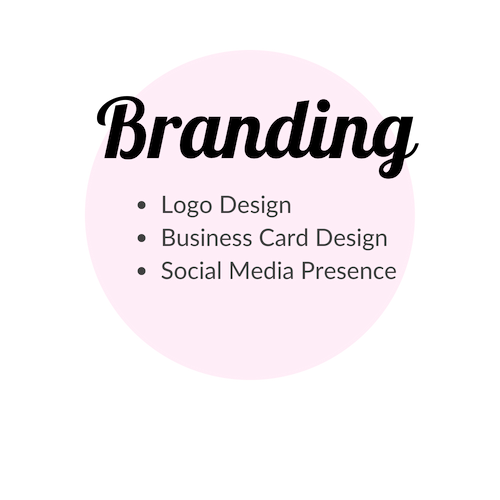 Branding
• Logo Design
• Business Card Design
• Social Media Presence